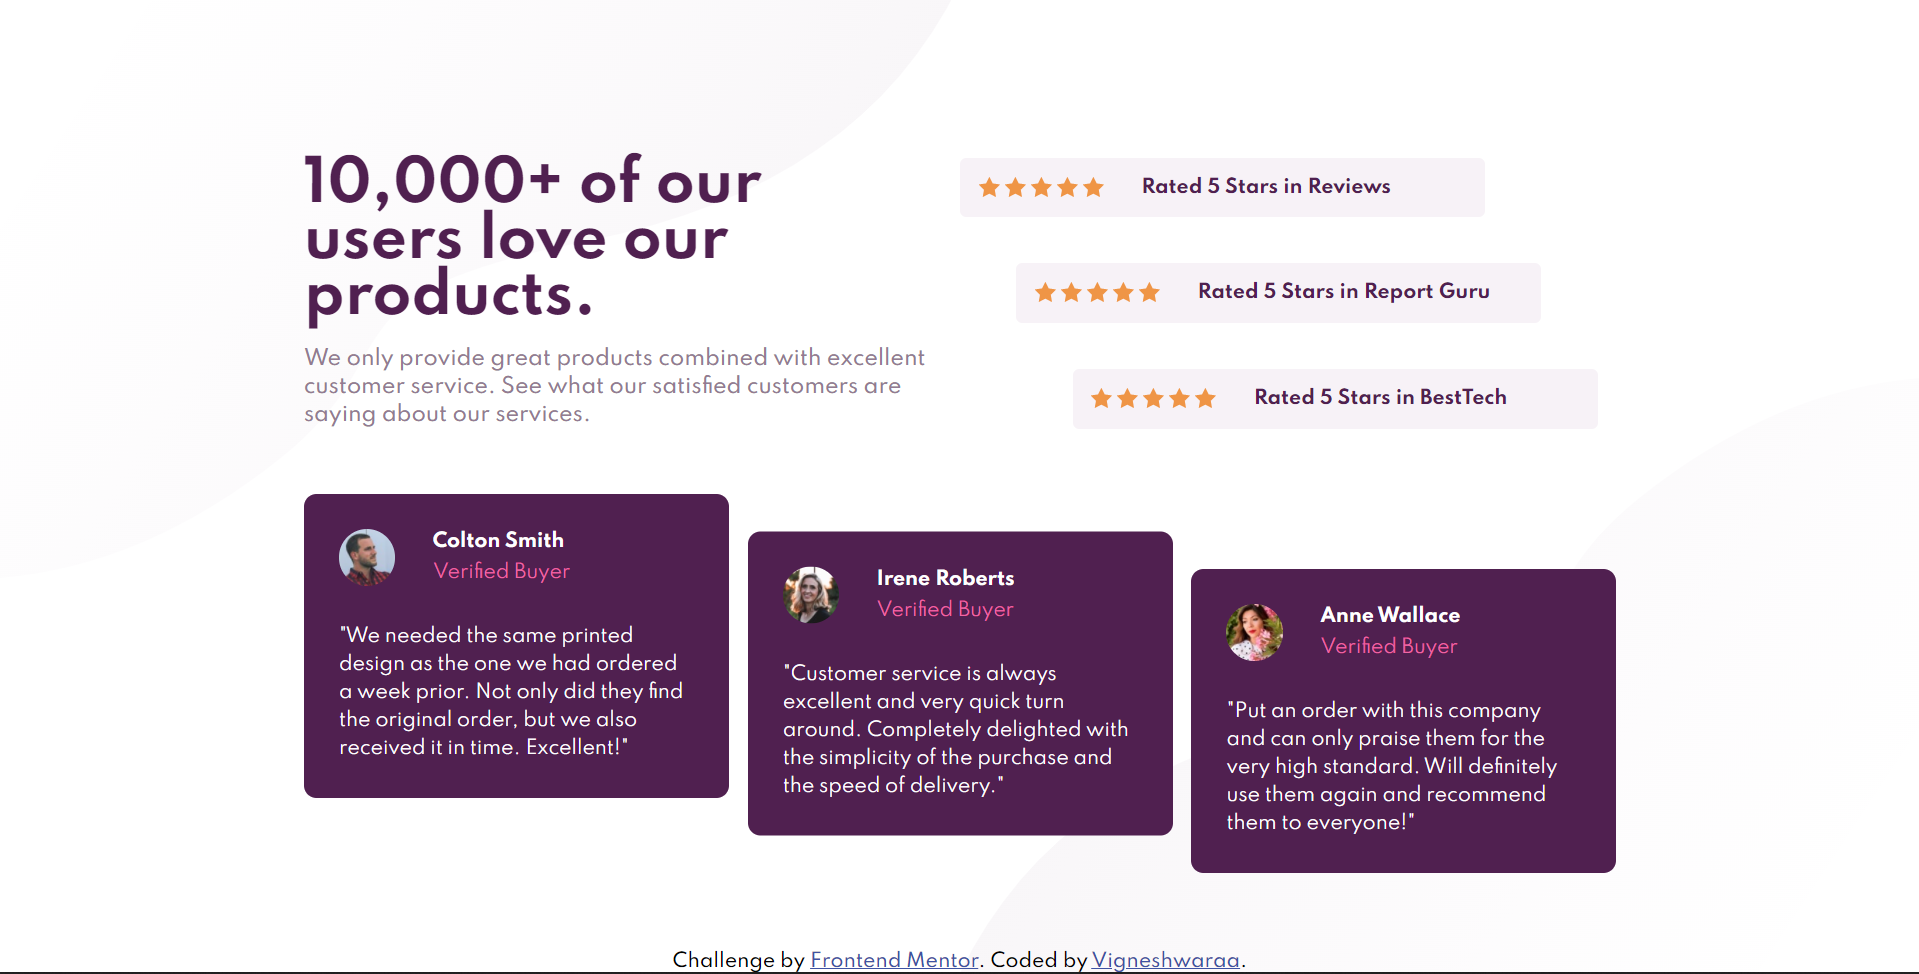 10,000+ of our
users love our
products.
We only provide great products combined with excellent
customer service. See what our satisfied customers are
saying about our services.
Rated 5 Stars in Reviews
Rated 5 Stars in Report Guru
Rated 5 Stars in BestTech
Colton Smith
Verified Buyer
"We needed the same printed
design as the one we had ordered
a week prior. Not only did they find
the original order, but we also
received it in time. Excellent!"
Irene Roberts
Verified Buyer
"Customer service is always
excellent and very quick turn
around. Completely delighted with
the simplicity of the purchase and
the speed of delivery."
Anne Wallace
Verified Buyer
"Put an order with this company
and can only praise them for the
very high standard. Will definitely
use them again and recommend
them to everyone!"
Challenge by Frontend Mentor. Coded by Vigneshwaraa.